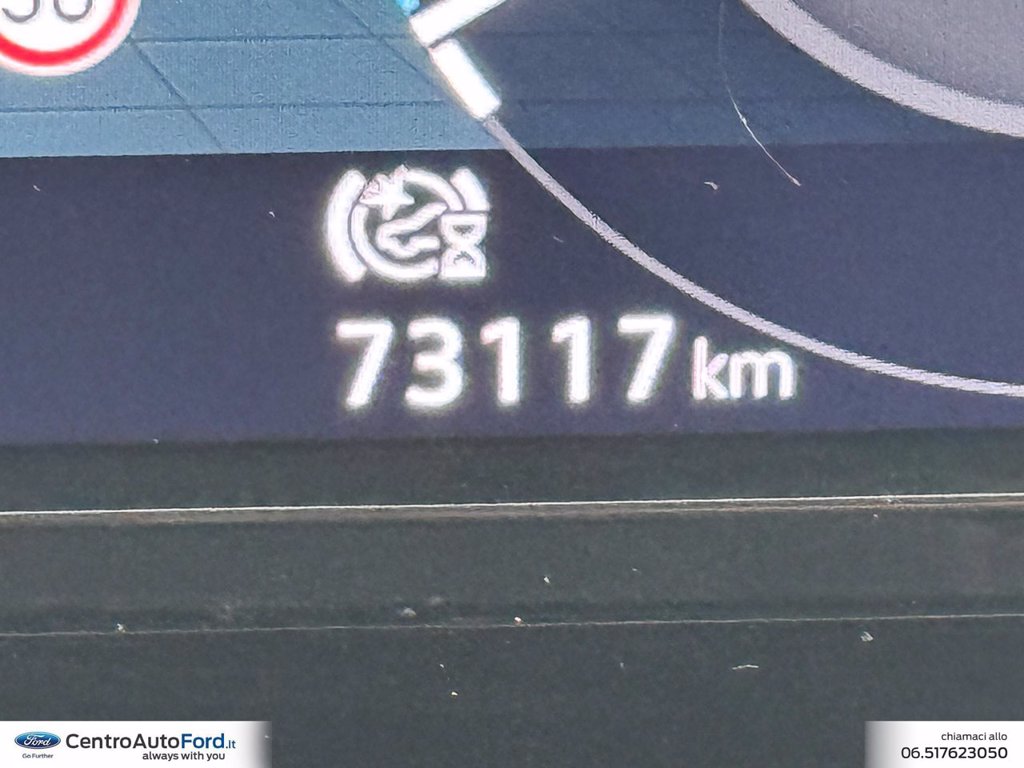 73117 km
Ford
Go Further
CentroAutoFord.it
always with you
chiamaci allo
06.517623050